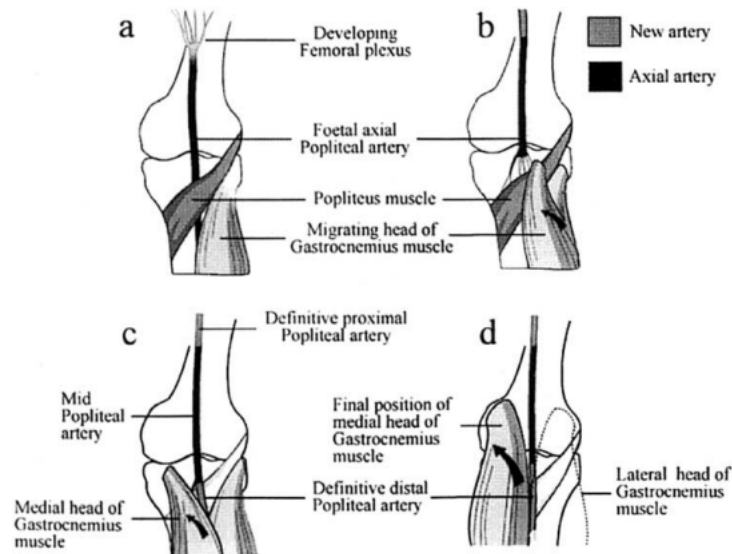 a
Developing
Femoral plexus
b
New artery
Axial artery
Foetal axial
Popliteal artery
Popliteus muscle
Migrating head of
Gastrocnemius muscle
c
Definitive proximal
Popliteal artery
d
Mid
Popliteal
artery
Final position of
medial head of
Gastrocnemius
muscle
Medial head of
Gastrocnemius
muscle
Definitive distal
Popliteal artery
Lateral head of
Gastrocnemius
muscle